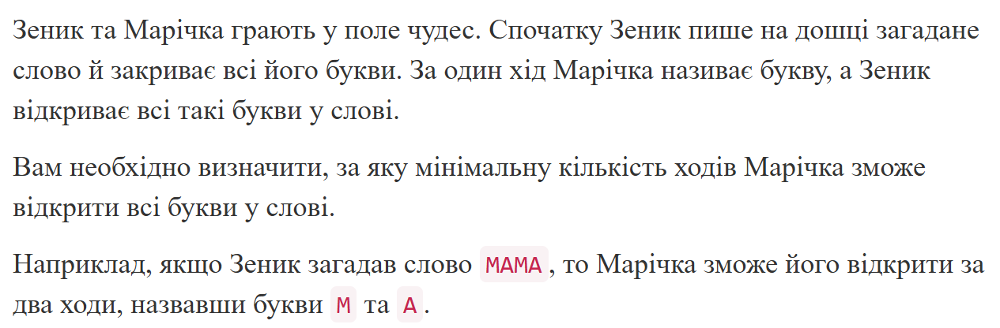 Зеник та Марічка грають у поле чудес. Спочатку Зеник пише на дошці загадане
слово й закриває всі його букви. За один хід Марічка називає букву, а Зеник
відкриває всі такі букви у слові.
Вам необхідно визначити, за яку мінімальну кількість ходів Марічка зможе
відкрити всі букви у слові.
Наприклад, якщо Зеник загадав слово МАМА, то Марічка зможе його відкрити за
два ходи, назвавши букви М та А.